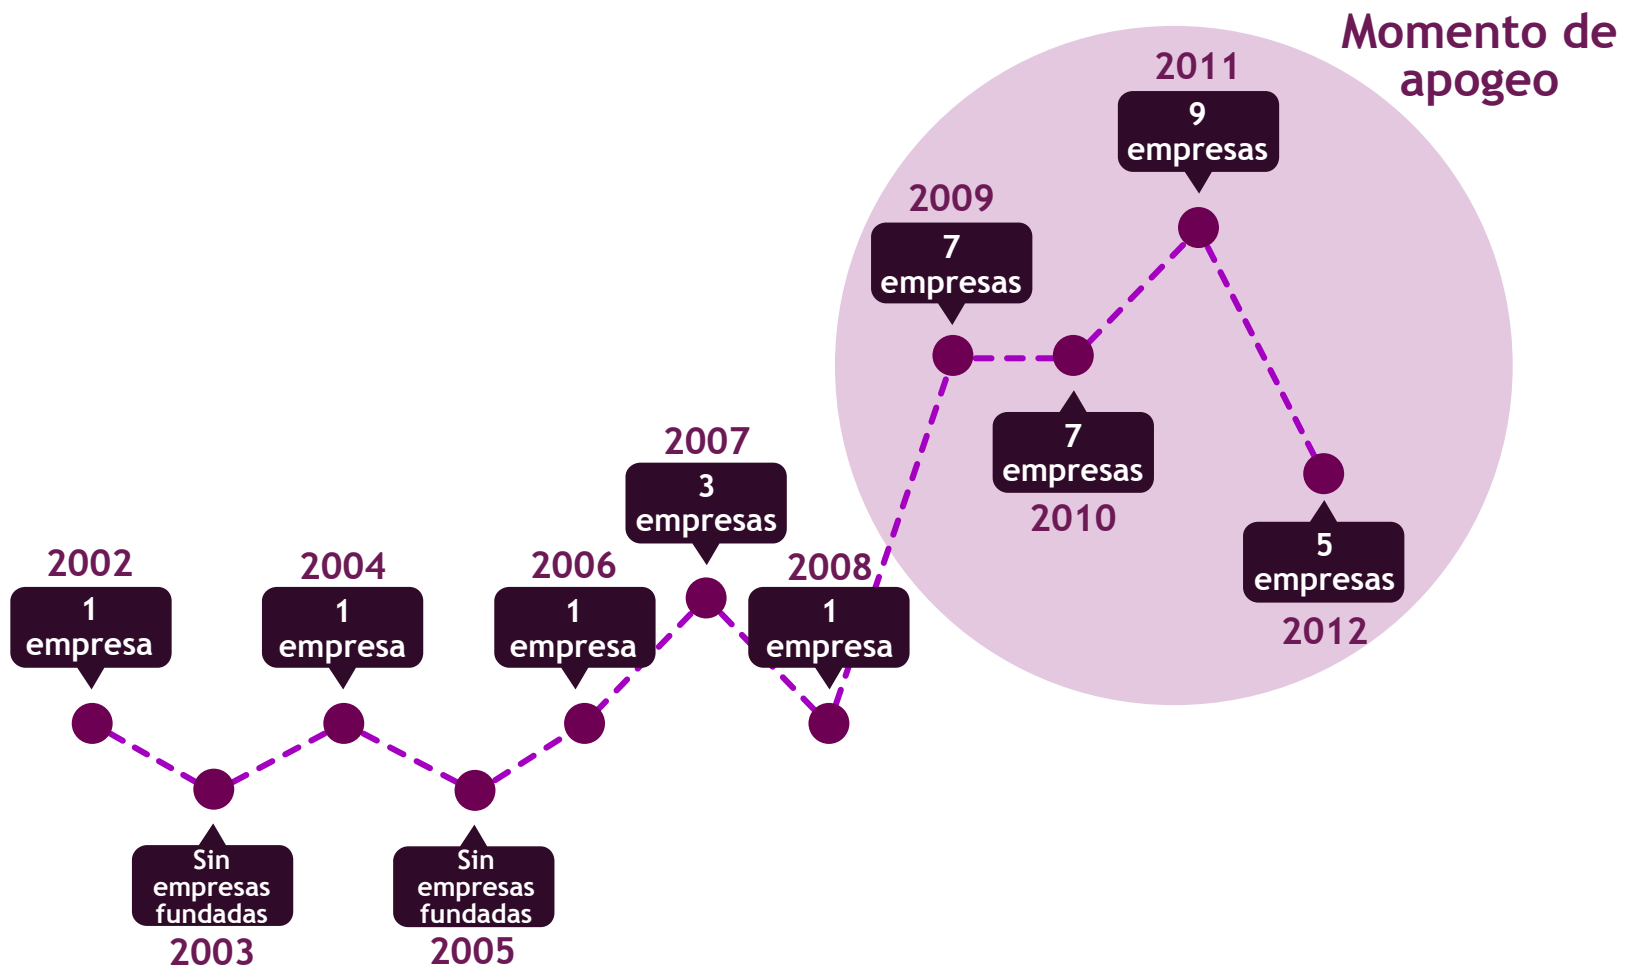 Momento de
apogeo
2002
1
empresa
Sin
empresas
fundadas
2003
2004
1
empresa
Sin
empresas
fundadas
2005
2006
1
empresa
2007
3
empresas
2008
1
empresa
2009
7
empresas
7
empresas
2010
2011
9
empresas
5
empresas
2012